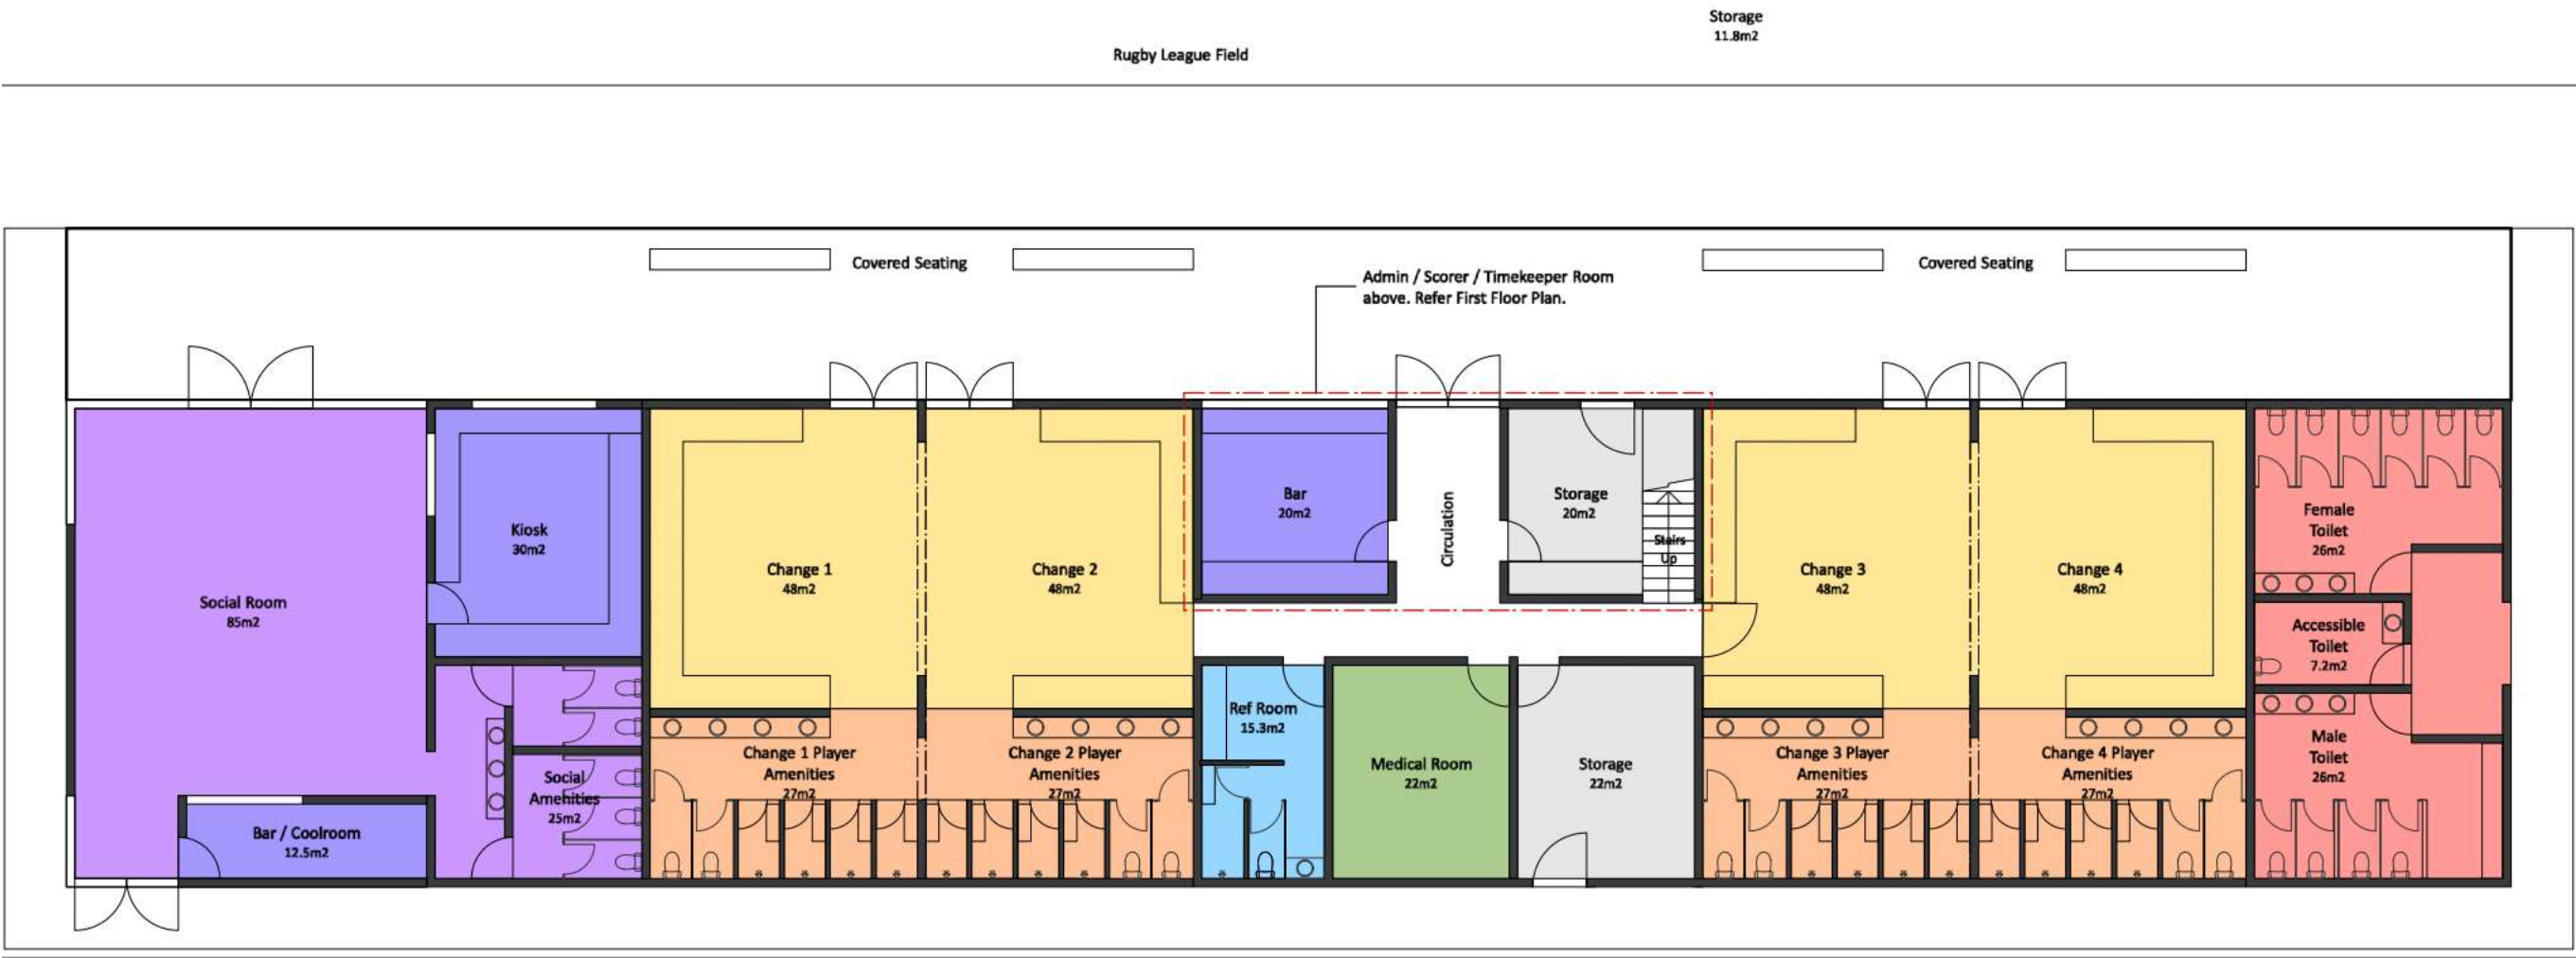 Storage
11.8m2
Rugby League Field
Covered Seating
Covered Seating
Admin / Scorer / Timekeeper Room
above. Refer First Floor Plan.
Social Room
85m2
Kiosk
30m2
Change 1
48m2
Change 2
48m2
Bar
20m2
Circulation
Storage
20m2
Stairs
Up
Change 3
48m2
Change 4
48m2
Female
Toilet
26m2
Accessible
Toilet
7.2m2
Male
Toilet
26m2
Bar / Coolroom
12.5m2
Social
Amenities
25m2
Change 1 Player
Amenities
27m2
Change 2 Player
Amenities
27m2
Ref Room
15.3m2
Medical Room
22m2
Storage
22m2
Change 3 Player
Amenities
27m2
Change 4 Player
Amenities
27m2